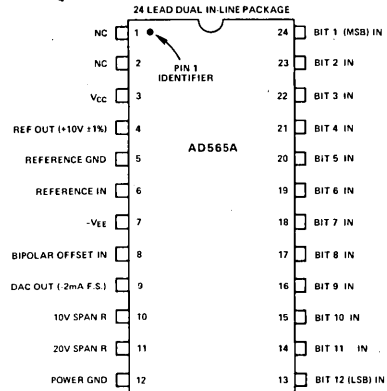 24 LEAD DUAL IN-LINE PACKAGE
NC 1 24 BIT 1 (MSB) IN
PIN 1
IDENTIFIER
NC 2 23 BIT 2 IN
VCC 3 22 BIT 3 IN
REF OUT (+10V ±1%) 4 21 BIT 4 IN
AD565A
REFERENCE GND 5 20 BIT 5 IN
REFERENCE IN 6 19 BIT 6 IN
-VEE 7 18 BIT 7 IN
BIPOLAR OFFSET IN 8 17 BIT 8 IN
DAC OUT (-2mA F.S.) 9 16 BIT 9 IN
10V SPAN R 10 15 BIT 10 IN
20V SPAN R 11 14 BIT 11 IN
POWER GND 12 13 BIT 12 (LSB) IN